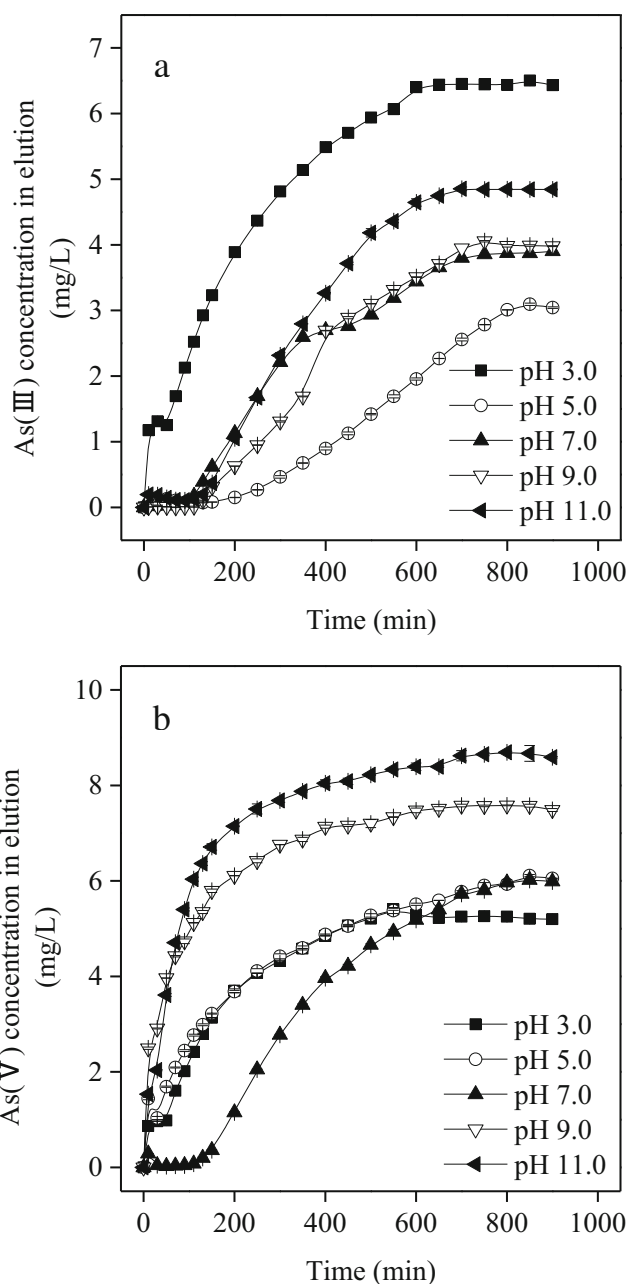 a
As(Ⅲ) concentration in elution
(mg/L)
7
6
5
4
3
2
1
0
pH 3.0
pH 5.0
pH 7.0
pH 9.0
pH 11.0
0 200 400 600 800 1000
Time (min)
b
As(Ⅴ) concentration in elution
(mg/L)
10
8
6
4
2
0
pH 3.0
pH 5.0
pH 7.0
pH 9.0
pH 11.0
0 200 400 600 800 1000
Time (min)